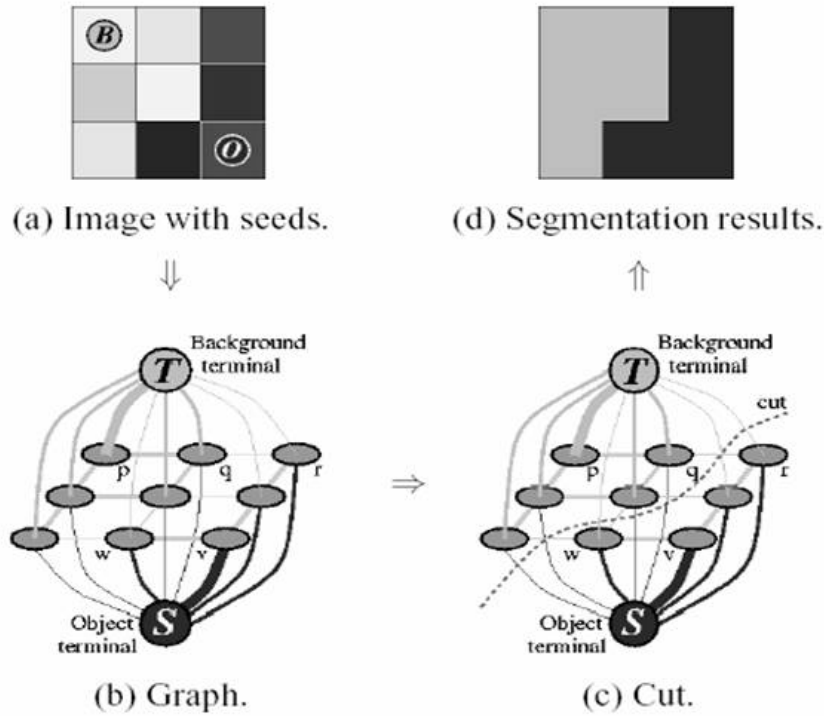 B
O
(a) Image with seeds.
(d) Segmentation results.
⇓
⇑
Background
terminal
T
p
q
r
w
v
S
Object
terminal
(b) Graph.
⇒
Background
terminal
T
cut
p
q
r
w
v
S
Object
terminal
(c) Cut.